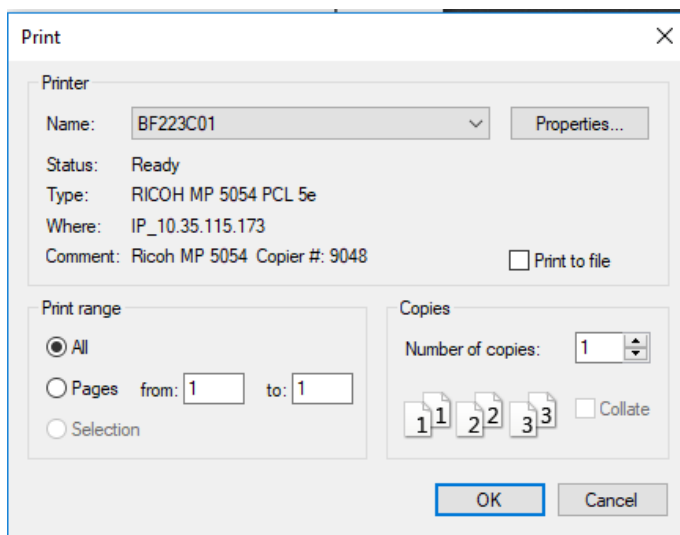 Print
Printer
Name: BF223C01 Properties...
Status: Ready
Type: RICOH MP 5054 PCL 5e
Where: IP_10.35.115.173
Comment: Ricoh MP 5054 Copier #: 9048 Print to file
Print range
All
Pages from: 1 to: 1
Selection
Copies
Number of copies: 1
1 1 2 2 3 3 Collate
OK Cancel